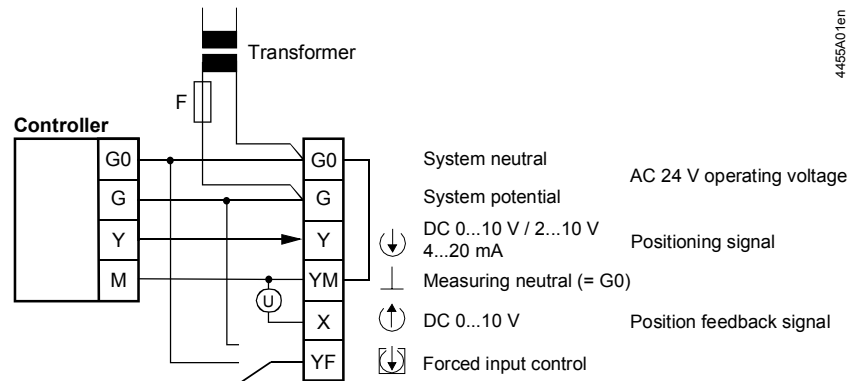 4455A01en
Transformer
F
Controller
G0 G0 System neutral
AC 24 V operating voltage
G G System potential
Y Y DC 0...10 V / 2...10 V
4...20 mA
Positioning signal
M YM Measuring neutral (= G0)
U
X DC 0...10 V Position feedback signal
YF Forced input control